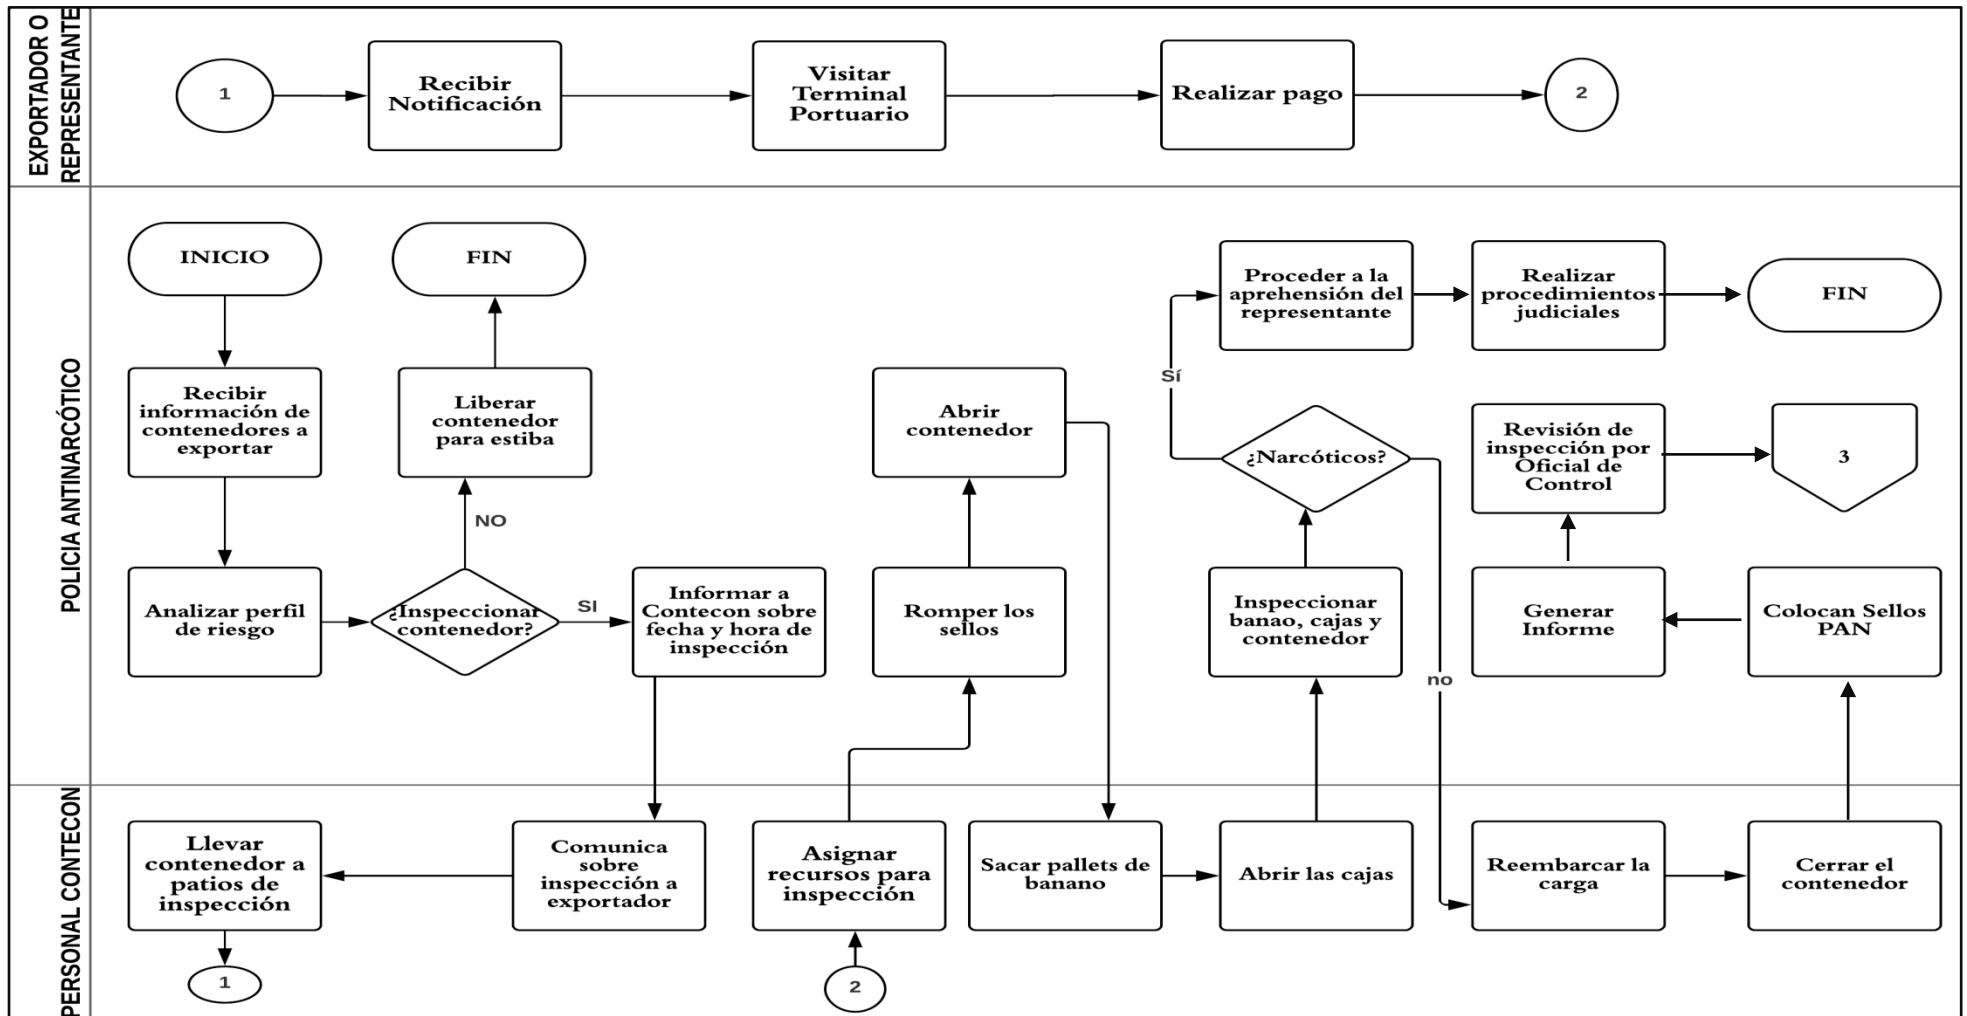 EXPORTADOR O
REPRESENTANTE
1
Recibir
Notificación
Visitar
Terminal
Portuario
Realizar pago
2
POLICIA ANTINARCÓTICO
INICIO
FIN
Proceder a la
aprehensión del
representante
Realizar
procedimientos
judiciales
FIN
Recibir
información de
contenedores a
exportar
Liberar
contenedor
para estiba
Abrir
contenedor
Sí
¿Narcóticos?
Revisión de
inspección por
Oficial de
Control
3
NO
Analizar perfil
de riesgo
¿Inspeccionar
contenedor?
SI
Informar a
Contecon sobre
fecha y hora de
inspección
Romper los
sellos
Inspeccionar
banao, cajas y
contenedor
no
Generar
Informe
Colocan Sellos
PAN
PERSONAL CONTECON
Llevar
contenedor a
patios de
inspección
Comunica
sobre
inspección a
exportador
Asignar
recursos para
inspección
Sacar pallets de
banano
Abrir las cajas
Reembarcar la
carga
Cerrar el
contenedor
1
2